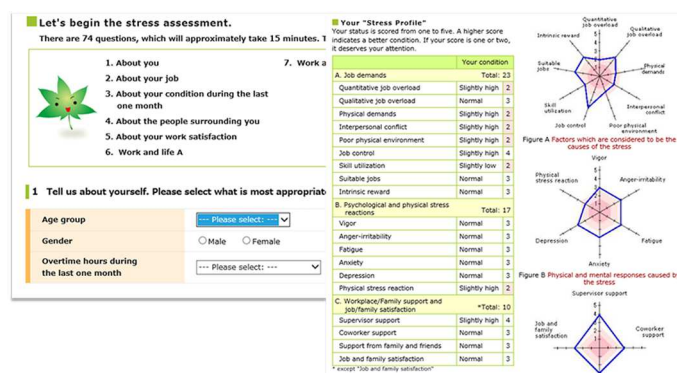 Let's begin the stress assessment.
There are 74 questions, which will approximately take 15 minutes.
1. About you
2. About your job
3. About your condition during the last
one month
4. About the people surrounding you
5. About your work satisfaction
6. Work and life A
7. Work a
1 Tell us about yourself. Please select what is most appropriat
Age group
--- Please select: ---
Gender
Male Female
Overtime hours during
the last one month
--- Please select: ---
Your "Stress Profile"
Your status is scored from one to five. A higher score
indicates a better condition. If your score is one or two,
it deserves your attention.
Your condition
A. Job demands Total: 23
Quantitative job overload Slightly high 2
Qualitative job overload Normal 3
Physical demands Slightly high 2
Interpersonal conflict Slightly high 2
Poor physical environment Slightly high 2
Job control Slightly high 4
Skill utilization Slightly low 2
Suitable jobs Normal 3
Intrinsic reward Normal 3
B. Psychological and physical stress
reactions Total: 17
Vigor Normal 3
Anger-irritability Normal 3
Fatigue Normal 3
Anxiety Normal 3
Depression Normal 3
Physical stress reaction Slightly high 2
C. Workplace/Family support and
job/family satisfaction *Total: 10
Supervisor support Slightly high 4
Coworker support Normal 3
Support from family and friends Normal 3
Job and family satisfaction Normal 3
* except "Job and family satisfaction"
Quantitative
job overload
Qualitative
job overload
Physical
demands
Interpersonal
conflict
Poor physical
environment
Job control
Skill
utilization
Suitable
jobs
Intrinsic reward
Figure A Factors which are considered to be the
causes of the stress
Vigor
Anger-irritability
Fatigue
Anxiety
Depression
Physical
stress reaction
Figure B Physical and mental responses caused b
the stress
Supervisor support
Coworker
support
Job and
family
satisfaction